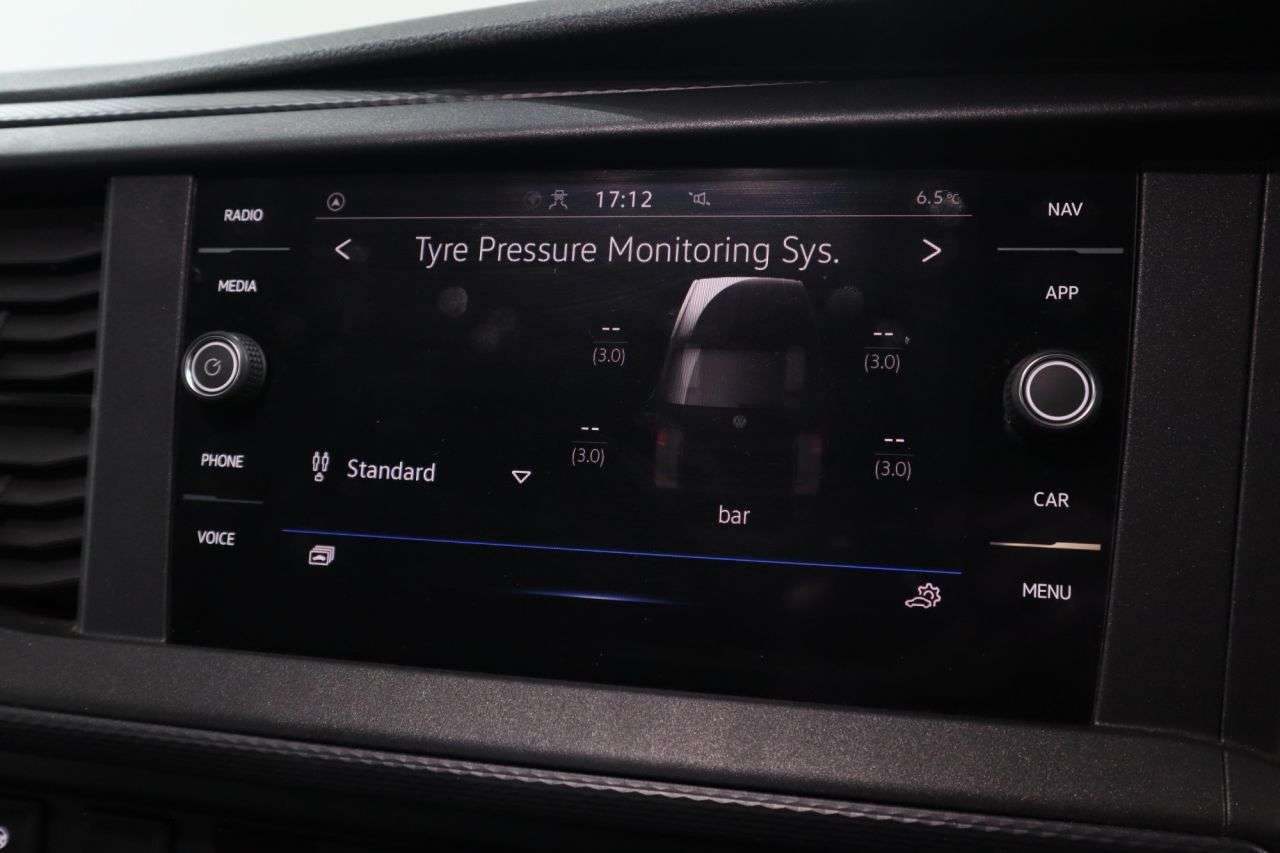 RADIO
17:12
6.5°C
NAV
Tyre Pressure Monitoring Sys.
MEDIA
APP
--
(3.0)
--
(3.0)
--
(3.0)
--
(3.0)
PHONE
Standard
CAR
bar
VOICE
MENU